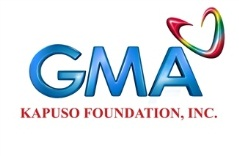 GMA
KAPUSO FOUNDATION, INC.